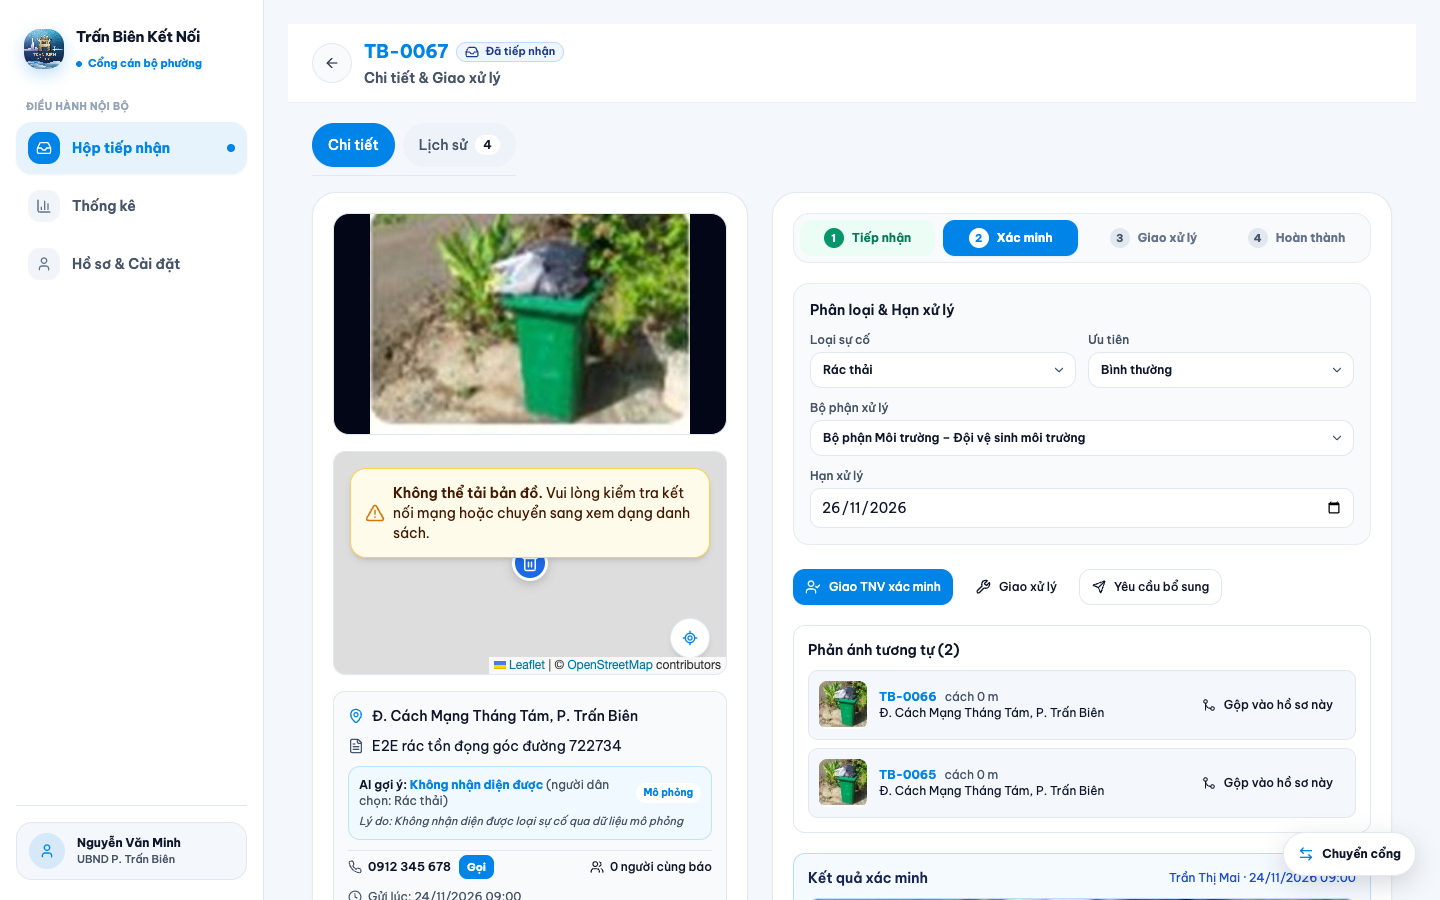 Trấn Biên Kết Nối
Cổng cán bộ phường
ĐIỀU HÀNH NỘI BỘ
Hộp tiếp nhận
Thống kê
Hồ sơ & Cài đặt
Nguyễn Văn Minh
UBND P. Trấn Biên
TB-0067 Đã tiếp nhận
Chi tiết & Giao xử lý
Chi tiết
Lịch sử 4
Không thể tải bản đồ. Vui lòng kiểm tra kết
nối mạng hoặc chuyển sang xem dạng danh
sách.
Leaflet | © OpenStreetMap contributors
Đ. Cách Mạng Tháng Tám, P. Trấn Biên
E2E rác tồn đọng góc đường 722734
AI gợi ý: Không nhận diện được (người dân
chọn: Rác thải)
Mô phỏng
Lý do: Không nhận diện được loại sự cố qua dữ liệu mô phỏng
0912 345 678 Gọi
0 người cùng báo
Gửi lúc: 24/11/2026 09:00
1 Tiếp nhận
2 Xác minh
3 Giao xử lý
4 Hoàn thành
Phân loại & Hạn xử lý
Loại sự cố
Ưu tiên
Rác thải
Bình thường
Bộ phận xử lý
Bộ phận Môi trường – Đội vệ sinh môi trường
Hạn xử lý
26/11/2026
Giao TNV xác minh
Giao xử lý
Yêu cầu bổ sung
Phản ánh tương tự (2)
TB-0066 cách 0 m
Đ. Cách Mạng Tháng Tám, P. Trấn Biên
Gộp vào hồ sơ này
TB-0065 cách 0 m
Đ. Cách Mạng Tháng Tám, P. Trấn Biên
Gộp vào hồ sơ này
Chuyển cổng
Kết quả xác minh
Trần Thị Mai · 24/11/2026 09:00